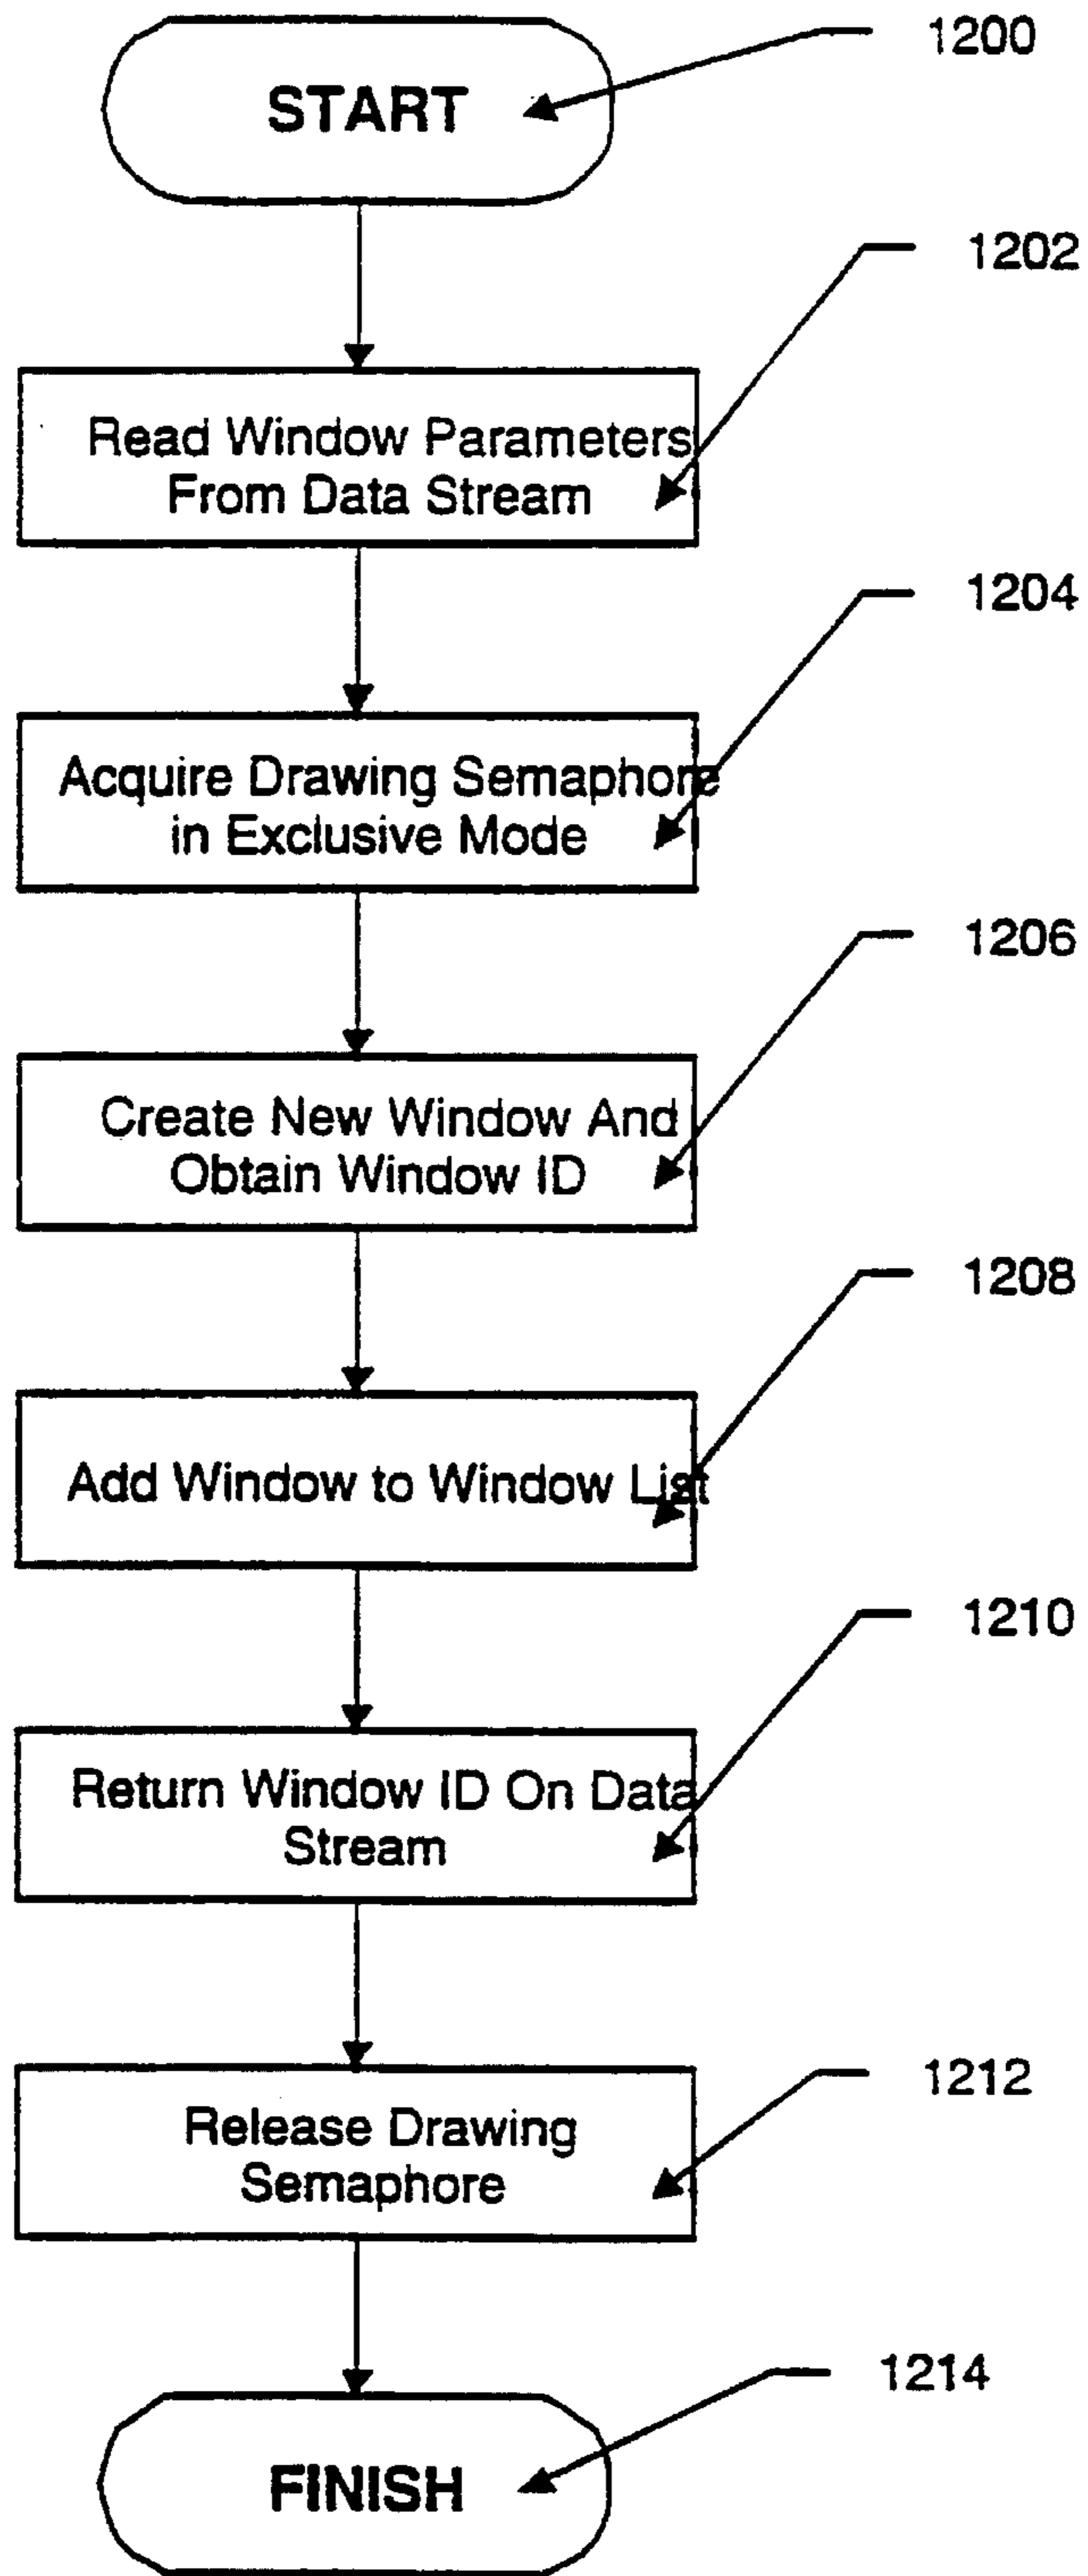 1200
START
1202
Read Window Parameters
From Data Stream
1204
Acquire Drawing Semaphore
in Exclusive Mode
1206
Create New Window And
Obtain Window ID
1208
Add Window to Window List
1210
Return Window ID On Data
Stream
1212
Release Drawing
Semaphore
1214
FINISH